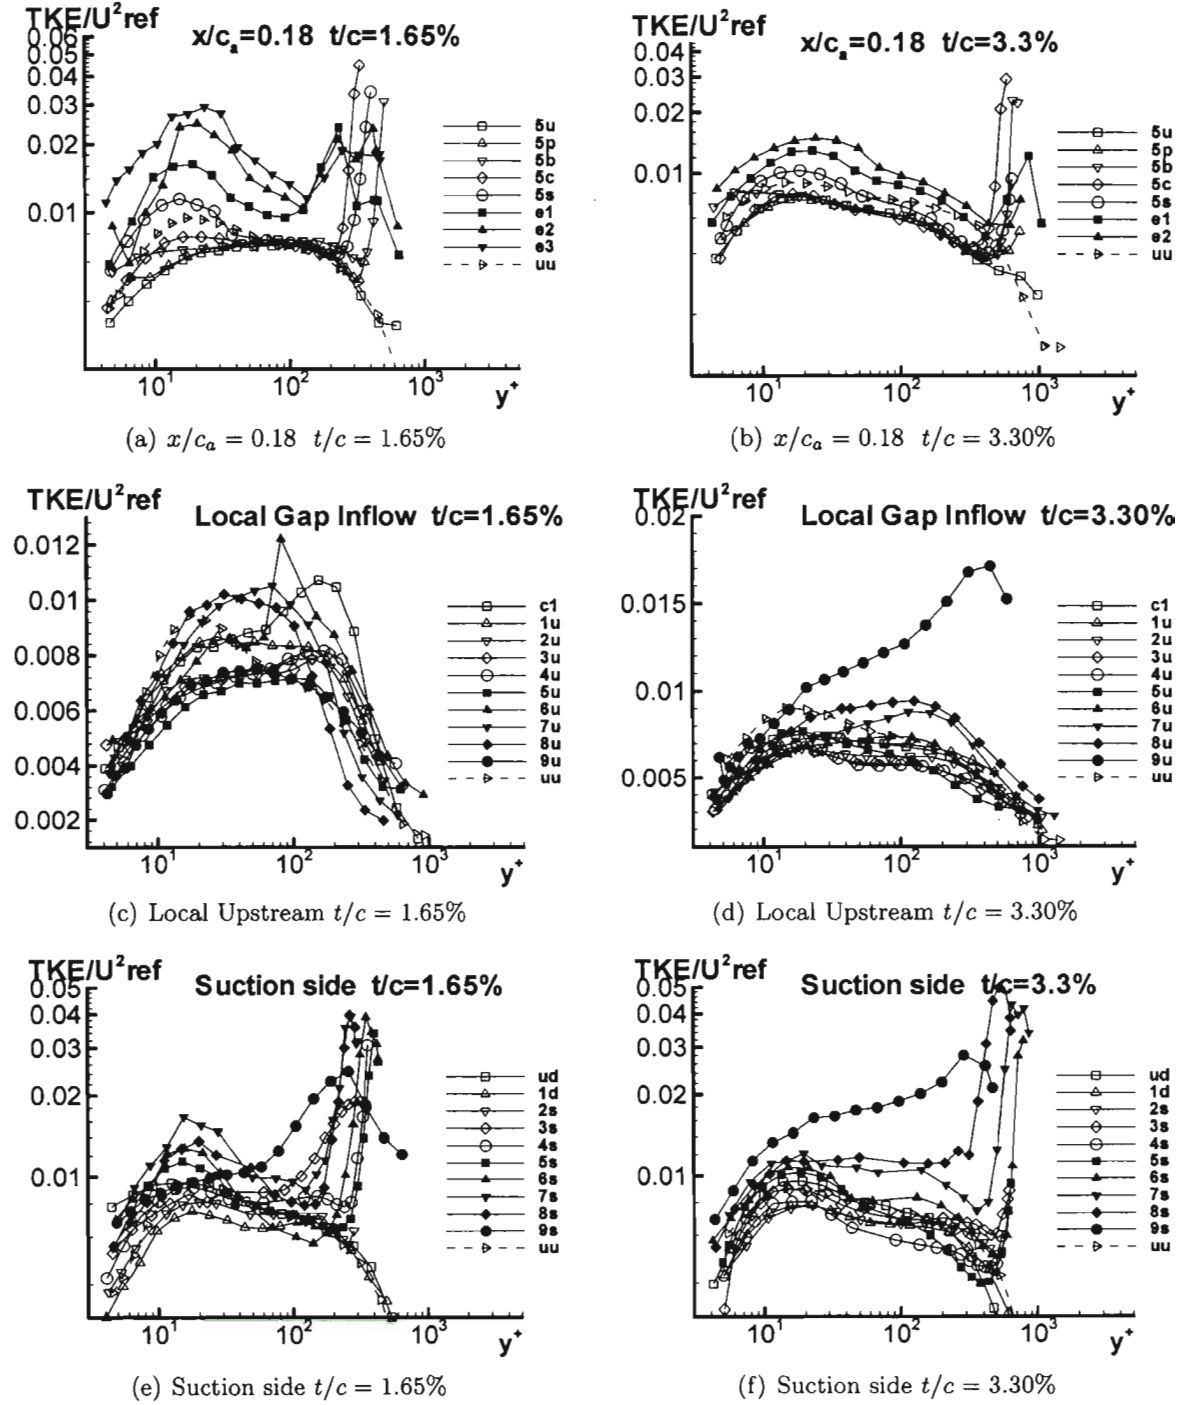 TKE/U²ref
x/cₐ=0.18 t/c=1.65%
0.06
0.05
0.04
0.03
0.02
0.01
5u
5p
5b
5c
5s
e1
e2
e3
uu
10¹
10²
10³
y⁺
(a) x/cₐ = 0.18 t/c = 1.65%
TKE/U²ref
x/cₐ=0.18 t/c=3.3%
0.04
0.03
0.02
0.01
5u
5p
5b
5c
5s
e1
e2
uu
10¹
10²
10³
y⁺
(b) x/cₐ = 0.18 t/c = 3.30%
TKE/U²ref
Local Gap Inflow t/c=1.65%
0.012
0.01
0.008
0.006
0.004
0.002
c1
1u
2u
3u
4u
5u
6u
7u
8u
9u
uu
10¹
10²
10³
y⁺
(c) Local Upstream t/c = 1.65%
TKE/U²ref
Local Gap Inflow t/c=3.30%
0.02
0.015
0.01
0.005
c1
1u
2u
3u
4u
5u
6u
7u
8u
9u
uu
10¹
10²
10³
y⁺
(d) Local Upstream t/c = 3.30%
TKE/U²ref
Suction side t/c=1.65%
0.05
0.04
0.03
0.02
0.01
ud
1d
2s
3s
4s
5s
6s
7s
8s
9s
uu
10¹
10²
10³
y⁺
(e) Suction side t/c = 1.65%
TKE/U²ref
Suction side t/c=3.3%
0.05
0.04
0.03
0.02
0.01
ud
1d
2s
3s
4s
5s
6s
7s
8s
9s
uu
10¹
10²
10³
y⁺
(f) Suction side t/c = 3.30%